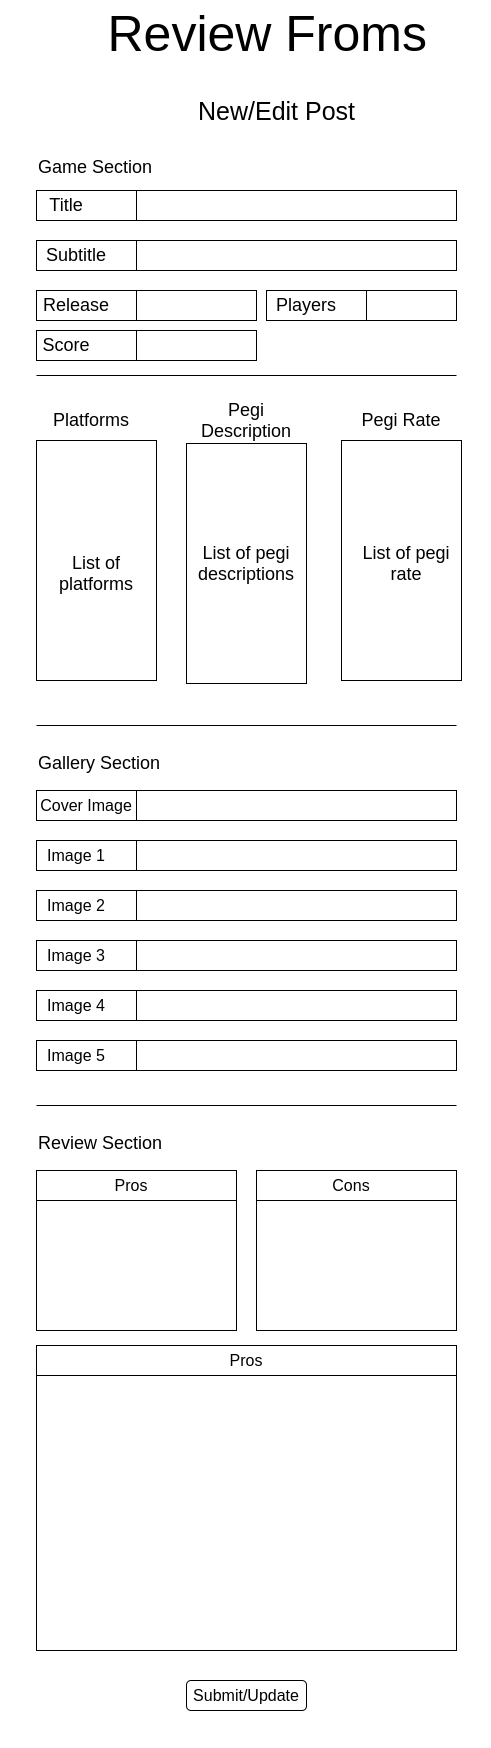 Review Froms
New/Edit Post
Game Section
Title
Subtitle
Release
Players
Score
Platforms
Pegi
Description
Pegi Rate
List of
platforms
List of pegi
descriptions
List of pegi
rate
Gallery Section
Cover Image
Image 1
Image 2
Image 3
Image 4
Image 5
Review Section
Pros
Cons
Pros
Submit/Update